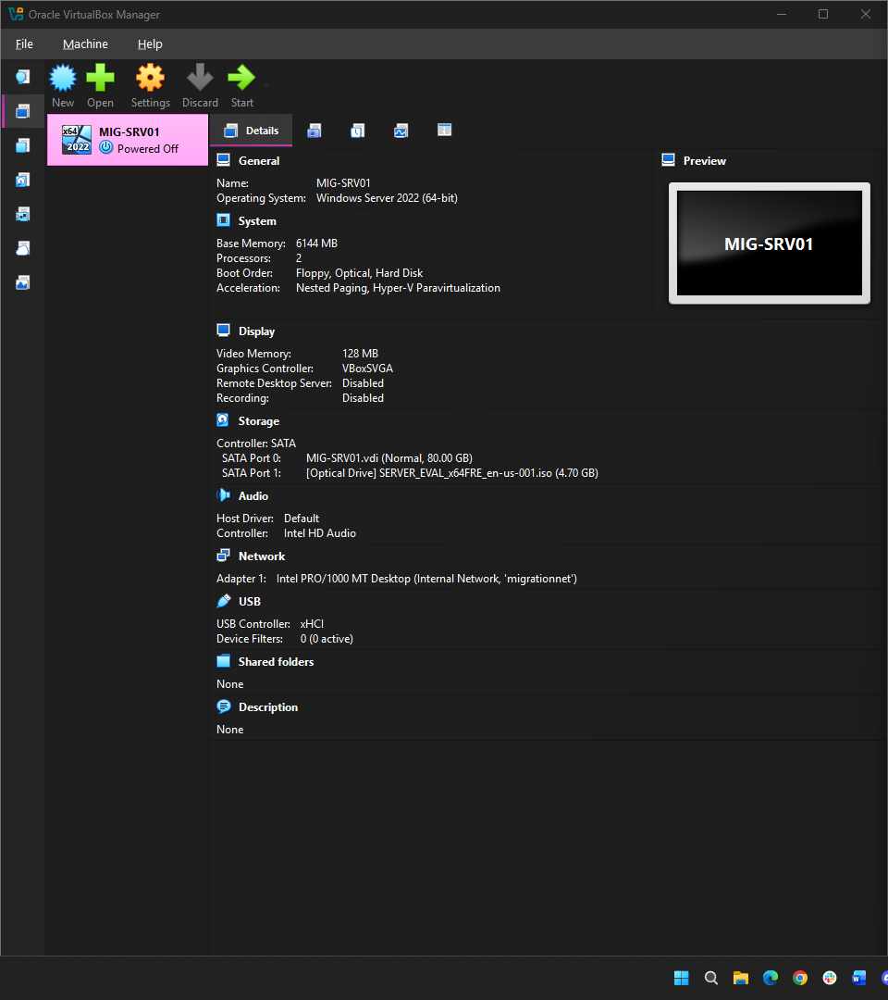 Oracle VirtualBox Manager
File Machine Help
New Open Settings Discard Start
x64 2022
MIG-SRV01
Powered Off
Details
General
Name: MIG-SRV01
Operating System: Windows Server 2022 (64-bit)
Preview
MIG-SRV01
System
Base Memory: 6144 MB
Processors: 2
Boot Order: Floppy, Optical, Hard Disk
Acceleration: Nested Paging, Hyper-V Paravirtualization
Display
Video Memory: 128 MB
Graphics Controller: VBoxSVGA
Remote Desktop Server: Disabled
Recording: Disabled
Storage
Controller: SATA
SATA Port 0: MIG-SRV01.vdi (Normal, 80.00 GB)
SATA Port 1: [Optical Drive] SERVER_EVAL_x64FRE_en-us-001.iso (4.70 GB)
Audio
Host Driver: Default
Controller: Intel HD Audio
Network
Adapter 1: Intel PRO/1000 MT Desktop (Internal Network, 'migrationnet')
USB
USB Controller: xHCI
Device Filters: 0 (0 active)
Shared folders
None
Description
None